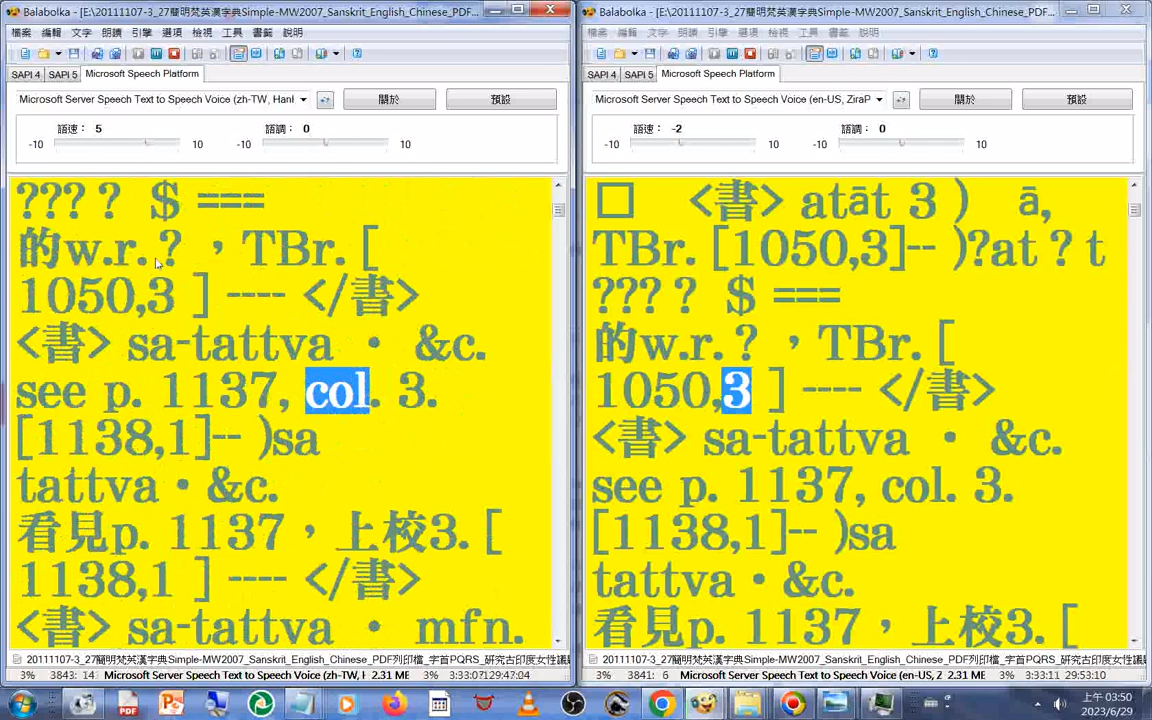 Balabolka - [E:\20111107-3_27簡明梵英漢字典Simple-MW2007_Sanskrit_English_Chinese_PDF...
檔案 編輯 文字 朗讀 引擎 選項 檢視 工具 書籤 說明
SAPI 4 SAPI 5 Microsoft Speech Platform
Microsoft Server Speech Text to Speech Voice (zh-TW, Hanl
關於 預設
語速： 5 語調： 0
-10 10 -10 10
???? $ ===
的w.r.?，TBr. [
1050,3 ] ---- </書>
<書> sa-tattva • &c.
see p. 1137, col. 3.
[1138,1]-- )sa
tattva • &c.
看見p. 1137，上校3. [
1138,1 ] ---- </書>
<書> sa-tattva • mfn.
20111107-3_27簡明梵英漢字典Simple-MW2007_Sanskrit_English_Chinese_PDF列印檔_字首PQRS_研究古印度女性議
3% 3843: 14 Microsoft Server Speech Text to Speech Voice (zh-TW, H 2.31 ME 3% 3:33:07|129:47:04
Balabolka - [E:\20111107-3_27簡明梵英漢字典Simple-MW2007_Sanskrit_English_Chinese_PDF...
檔案 編輯 文字 朗讀 引擎 選項 檢視 工具 書籤 說明
SAPI 4 SAPI 5 Microsoft Speech Platform
Microsoft Server Speech Text to Speech Voice (en-US, ZiraP
關於 預設
語速： -2 語調： 0
-10 10 -10 10
□ <書> atāt 3 ) ā,
TBr. [1050,3]-- )?at ? t
???? $ ===
的w.r.?，TBr. [
1050,3 ] ---- </書>
<書> sa-tattva • &c.
see p. 1137, col. 3.
[1138,1]-- )sa
tattva • &c.
看見p. 1137，上校3. [
20111107-3_27簡明梵英漢字典Simple-MW2007_Sanskrit_English_Chinese_PDF列印檔_字首PQRS_研究古印度女性議
3% 3841: 6 Microsoft Server Speech Text to Speech Voice (en-US, Z 2.31 ME 3% 3:33:11 29:53:10
上午 03:50
2023/6/29